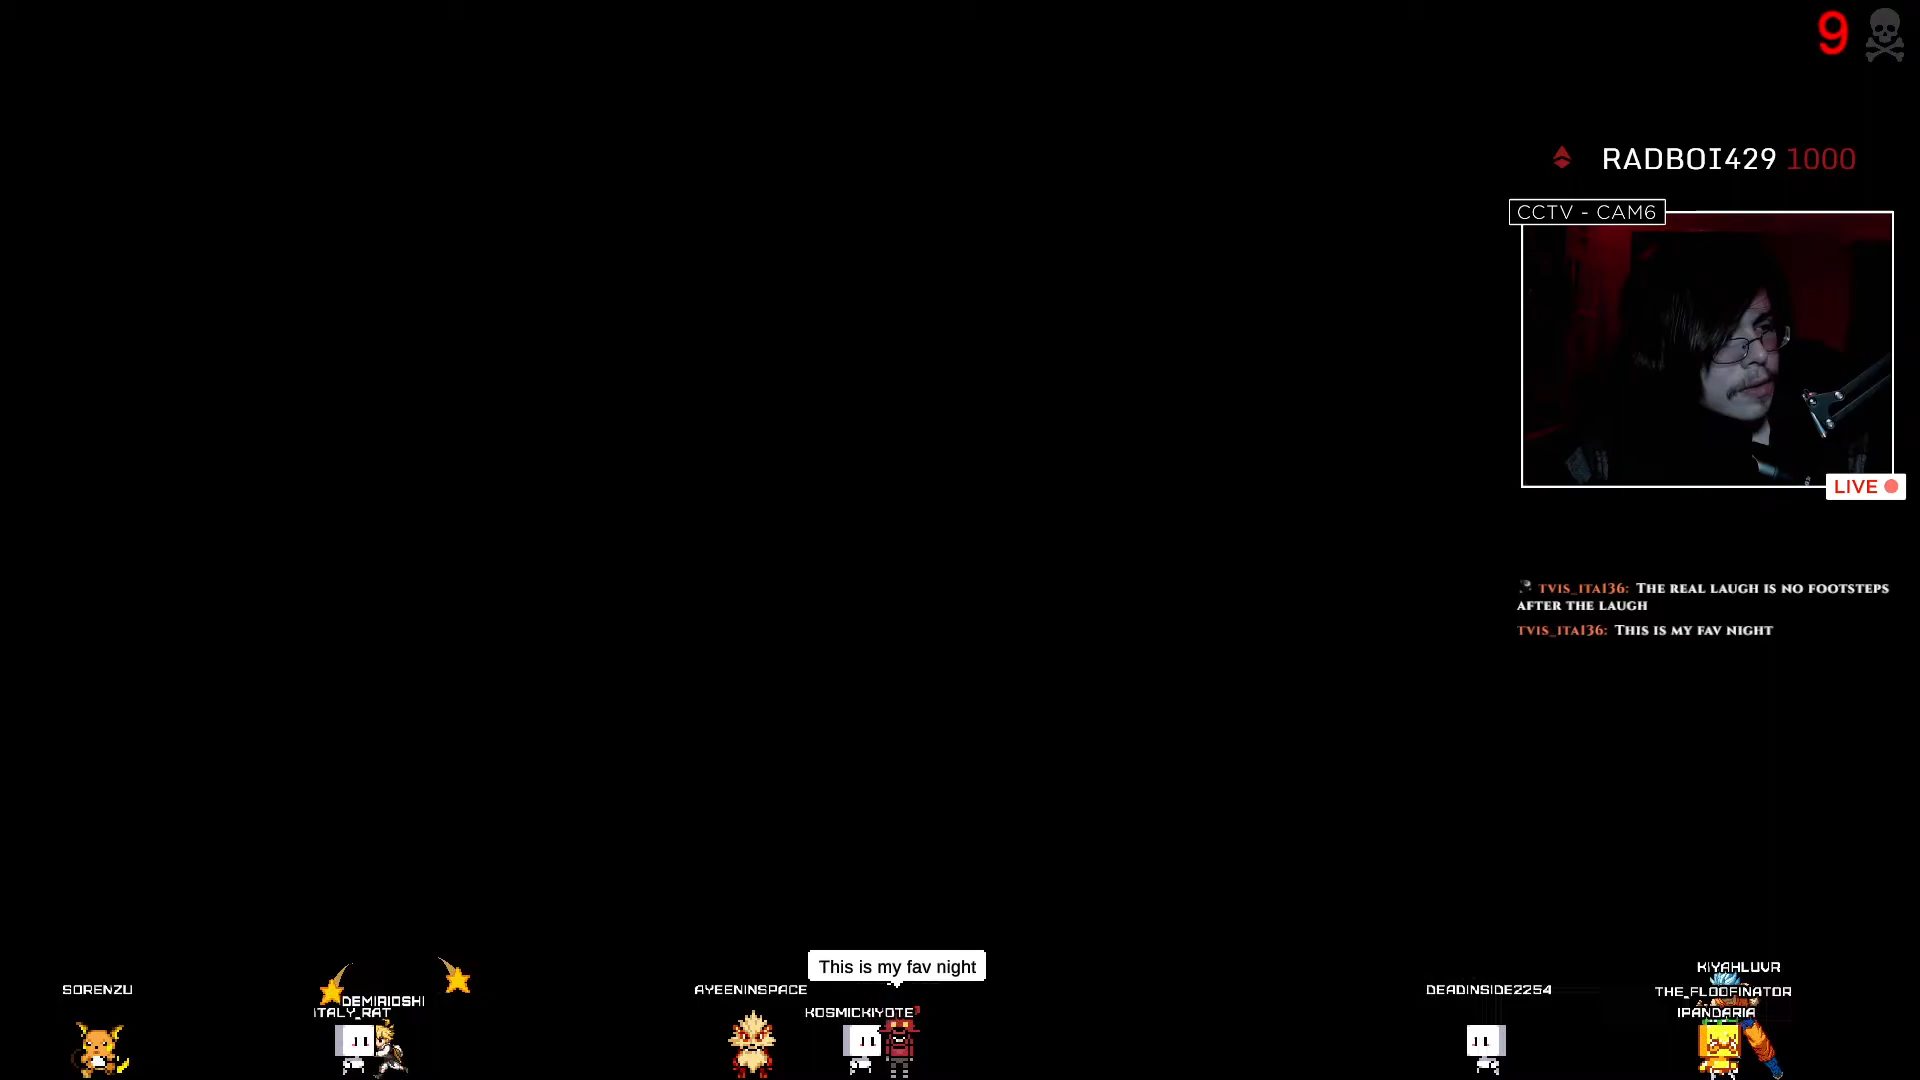 9
RADBOI429 1000
CCTV - CAM6
LIVE
TVIS_ITA136: THE REAL LAUGH IS NO FOOTSTEPS
AFTER THE LAUGH
TVIS_ITA136: THIS IS MY FAV NIGHT
This is my fav night
KIYAHLUVR
SORENZU
AYEENINSPACE
DEADINSIDE2254
THE_FLOOFINATOR
DEMIRIOSHI
ITALY_RAT
KOSMICKIYOTE
IPANDARIA